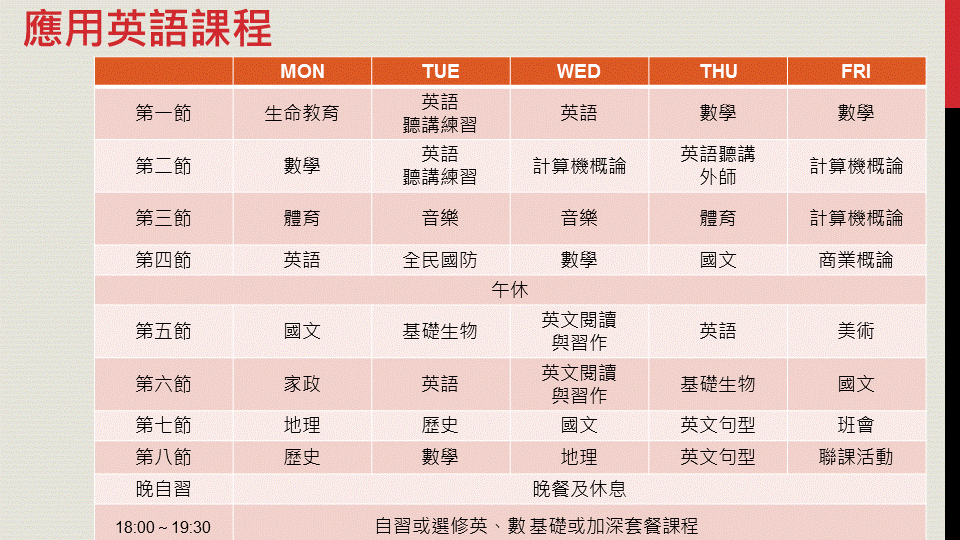 應用英語課程
MON TUE WED THU FRI
第一節 生命教育 英語 聽講練習 英語 數學 數學
第二節 數學 英語 聽講練習 計算機概論 英語聽講 外師 計算機概論
第三節 體育 音樂 音樂 體育 計算機概論
第四節 英語 全民國防 數學 國文 商業概論
午休
第五節 國文 基礎生物 英文閱讀 與習作 英語 美術
第六節 家政 英語 英文閱讀 與習作 基礎生物 國文
第七節 地理 歷史 國文 英文句型 班會
第八節 歷史 數學 地理 英文句型 聯課活動
晚自習 晚餐及休息
18:00～19:30 自習或選修英、數 基礎或加深套餐課程